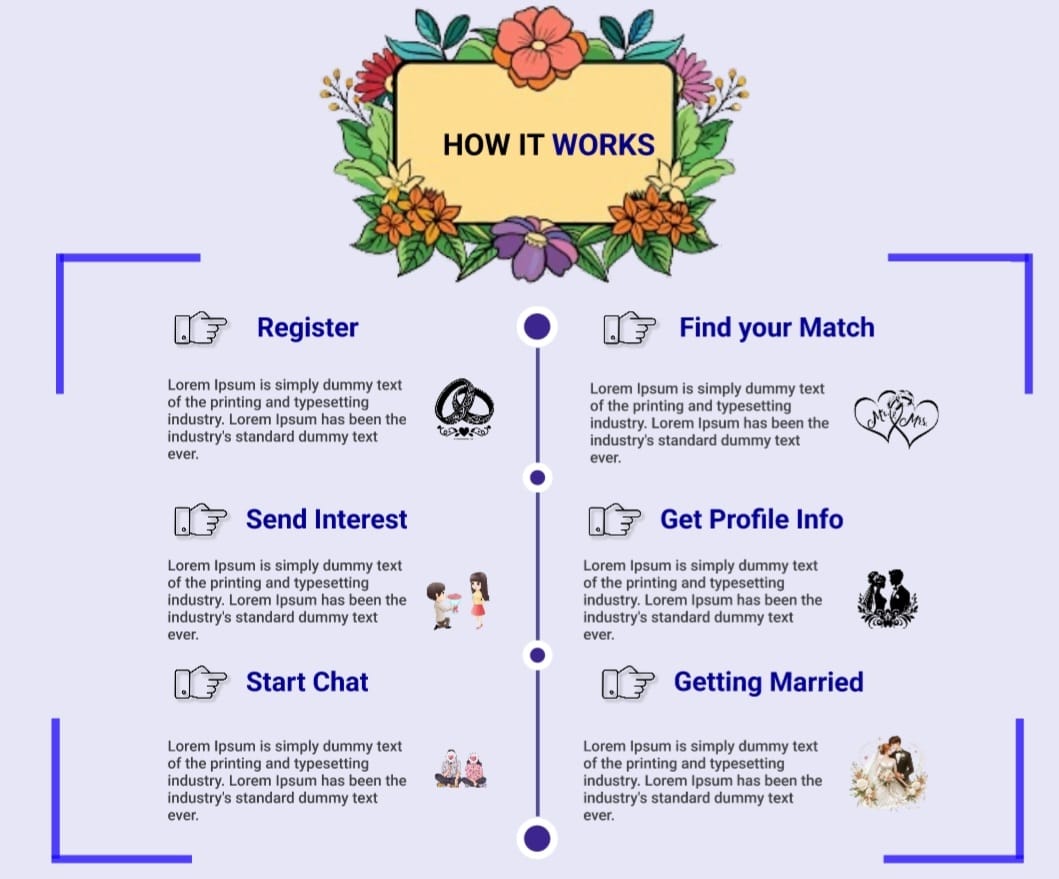 HOW IT WORKS
Register
Lorem Ipsum is simply dummy text
of the printing and typesetting
industry. Lorem Ipsum has been the
industry's standard dummy text
ever.
Find your Match
Lorem Ipsum is simply dummy text
of the printing and typesetting
industry. Lorem Ipsum has been the
industry's standard dummy text
ever.
Mr
Mrs.
Send Interest
Lorem Ipsum is simply dummy text
of the printing and typesetting
industry. Lorem Ipsum has been the
industry's standard dummy text
ever.
Get Profile Info
Lorem Ipsum is simply dummy text
of the printing and typesetting
industry. Lorem Ipsum has been the
industry's standard dummy text
ever.
Start Chat
Lorem Ipsum is simply dummy text
of the printing and typesetting
industry. Lorem Ipsum has been the
industry's standard dummy text
ever.
Getting Married
Lorem Ipsum is simply dummy text
of the printing and typesetting
industry. Lorem Ipsum has been the
industry's standard dummy text
ever.